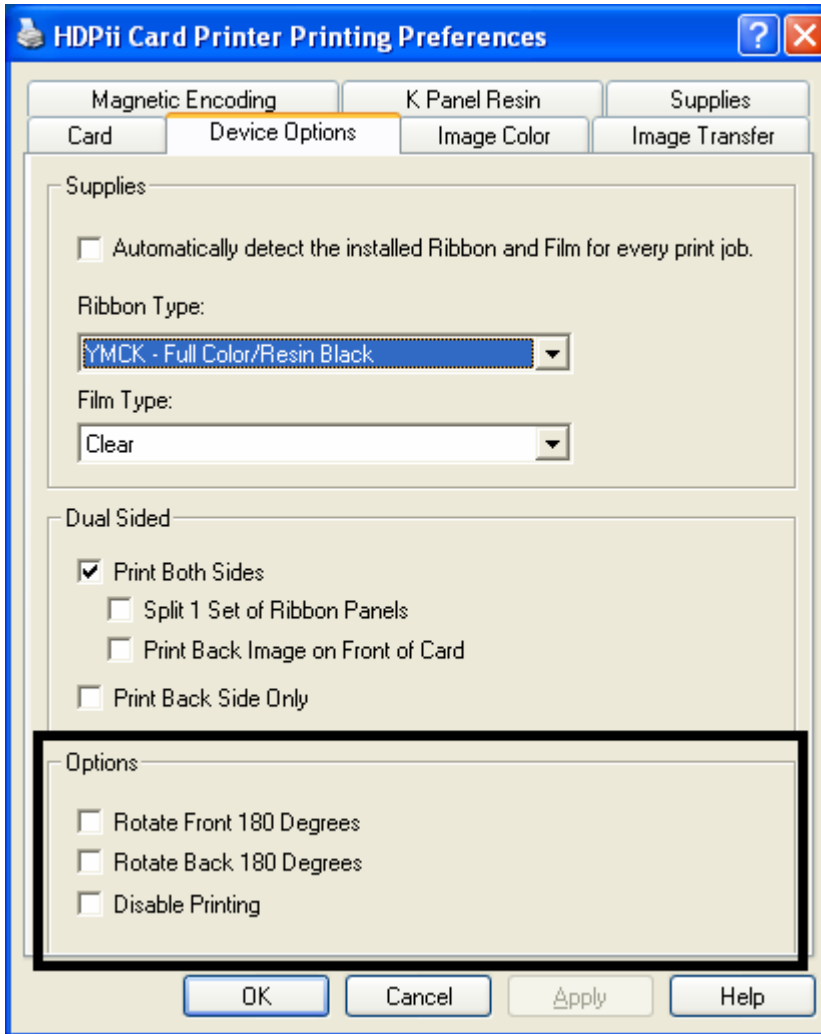 HDPii Card Printer Printing Preferences
Magnetic Encoding K Panel Resin Supplies
Card Device Options Image Color Image Transfer
Supplies
Automatically detect the installed Ribbon and Film for every print job.
Ribbon Type:
YMCK - Full Color/Resin Black
Film Type:
Clear
Dual Sided
Print Both Sides
Split 1 Set of Ribbon Panels
Print Back Image on Front of Card
Print Back Side Only
Options
Rotate Front 180 Degrees
Rotate Back 180 Degrees
Disable Printing
OK Cancel Apply Help